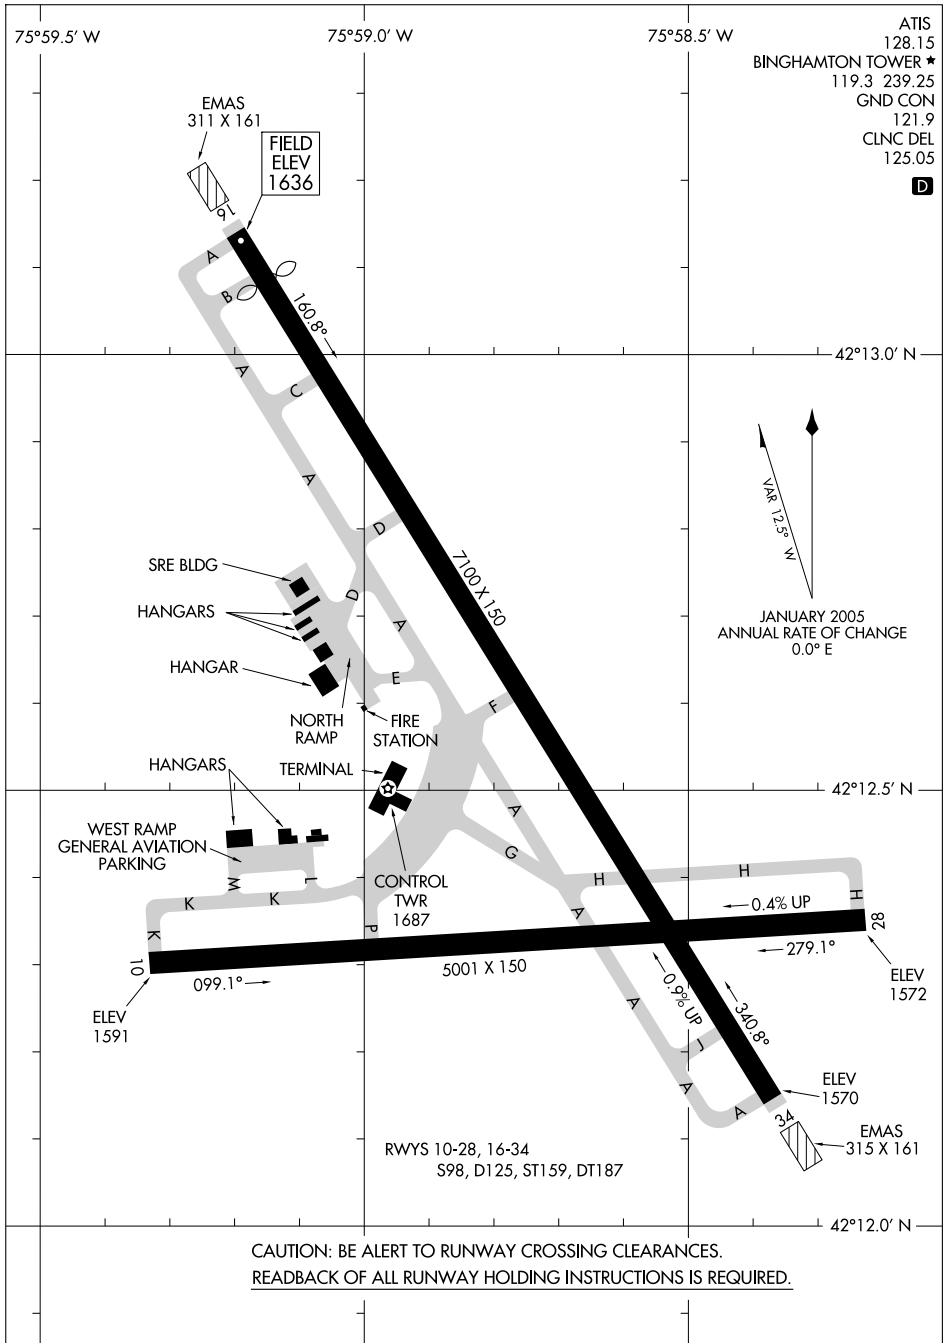 75°59.5' W
75°59.0' W
75°58.5' W
ATIS
128.15
BINGHAMTON TOWER ★
119.3 239.25
GND CON
121.9
CLNC DEL
125.05
D
EMAS
311 X 161
FIELD
ELEV
1636
16
A
B
160.8°
42°13.0' N
A
C
A
D
VAR 12.5° W
JANUARY 2005
ANNUAL RATE OF CHANGE
0.0° E
7100 X 150
SRE BLDG
HANGARS
HANGAR
D
A
E
F
NORTH
RAMP
FIRE
STATION
TERMINAL
HANGARS
42°12.5' N
WEST RAMP
GENERAL AVIATION
PARKING
A
G
CONTROL
TWR
1687
M
L
K
K
K
P
H
H
H
A
0.4% UP
28
279.1°
10
099.1°
5001 X 150
ELEV
1591
ELEV
1572
0.9% UP
340.8°
A
J
A
A
ELEV
1570
34
EMAS
315 X 161
RWYS 10-28, 16-34
S98, D125, ST159, DT187
42°12.0' N
CAUTION: BE ALERT TO RUNWAY CROSSING CLEARANCES.
READBACK OF ALL RUNWAY HOLDING INSTRUCTIONS IS REQUIRED.